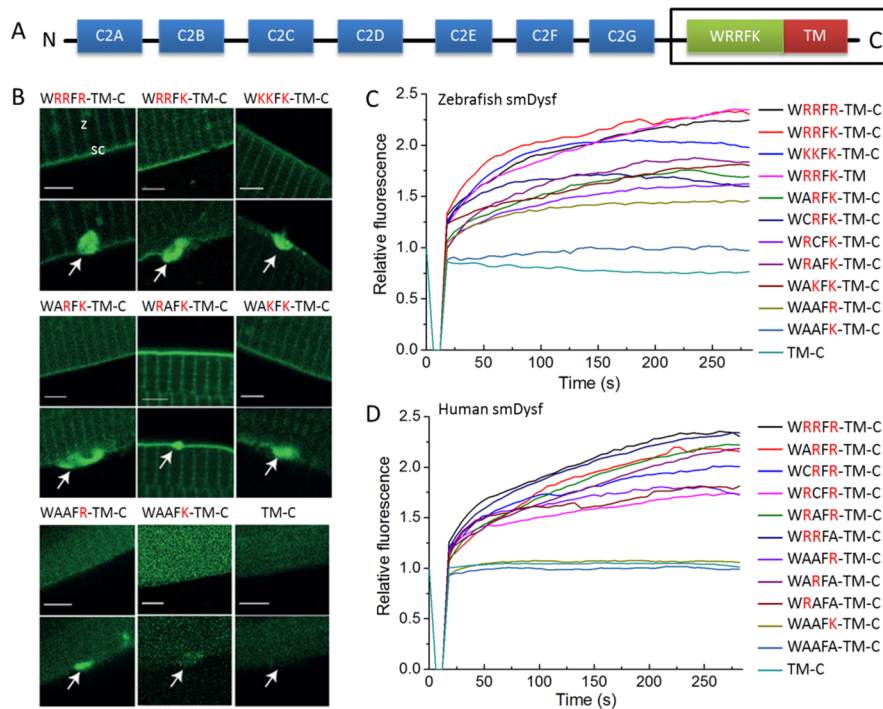 A
N
C2A
C2B
C2C
C2D
C2E
C2F
C2G
WRRFK
TM
C
B
WRRFR-TM-C
WRRFK-TM-C
WKKFK-TM-C
z
sc
WARFK-TM-C
WRAFK-TM-C
WAKFK-TM-C
WAAFR-TM-C
WAAFK-TM-C
TM-C
C
Zebrafish smDysf
Relative fluorescence
2.5
2.0
1.5
1.0
0.5
0.0
0
50
100
150
200
250
Time (s)
WRRFR-TM-C
WRRFK-TM-C
WKKFK-TM-C
WRRFK-TM
WARFK-TM-C
WCRFK-TM-C
WRCFK-TM-C
WRAFK-TM-C
WAKFK-TM-C
WAAFR-TM-C
WAAFK-TM-C
TM-C
D
Human smDysf
Relative fluorescence
2.5
2.0
1.5
1.0
0.5
0.0
0
50
100
150
200
250
Time (s)
WRRFR-TM-C
WARFR-TM-C
WCRFR-TM-C
WRCFR-TM-C
WRAFR-TM-C
WRRFA-TM-C
WAAFR-TM-C
WARFA-TM-C
WRAFA-TM-C
WAAFK-TM-C
WAAFA-TM-C
TM-C